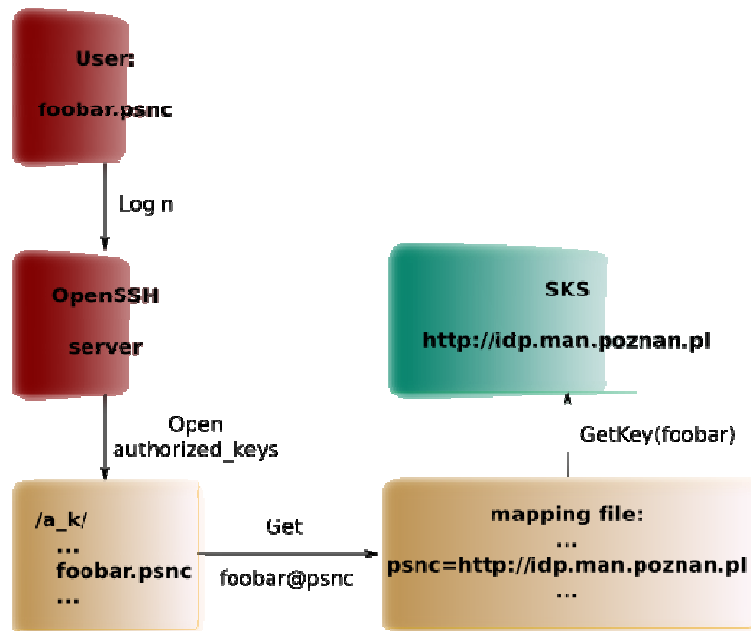 User:
foobar.psnc
Log n
OpenSSH
server
SKS
http://idp.man.poznan.pl
Open
authorized_keys
GetKey(foobar)
/a_k/
...
foobar.psnc
...
Get
foobar@psnc
mapping file:
...
psnc=http://idp.man.poznan.pl
...